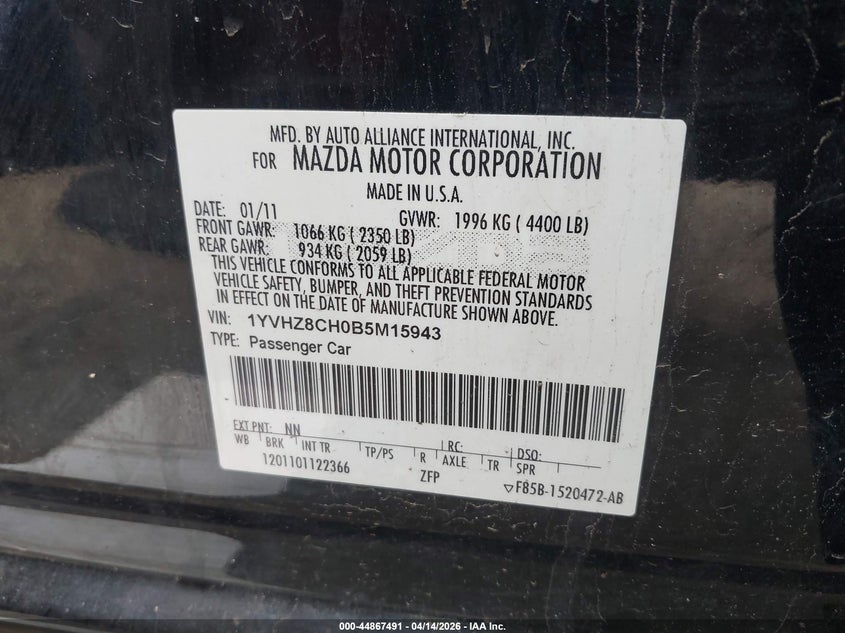 MFD. BY AUTO ALLIANCE INTERNATIONAL, INC.
FOR MAZDA MOTOR CORPORATION
MADE IN U.S.A.
DATE: 01/11 GVWR: 1996 KG ( 4400 LB)
FRONT GAWR: 1066 KG ( 2350 LB)
REAR GAWR: 934 KG ( 2059 LB)
THIS VEHICLE CONFORMS TO ALL APPLICABLE FEDERAL MOTOR
VEHICLE SAFETY, BUMPER, AND THEFT PREVENTION STANDARDS
IN EFFECT ON THE DATE OF MANUFACTURE SHOWN ABOVE.
VIN: 1YVHZ8CH0B5M15943
TYPE: Passenger Car
EXT PNT: NN RC: DSO:
WB BRK INT TR TP/PS R AXLE TR SPR
1201101122366 ZFP
▽F85B-1520472-AB
000-44867491 - 04/14/2026 - IAA Inc.